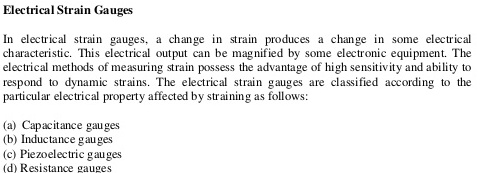 Electrical Strain Gauges
In electrical strain gauges, a change in strain produces a change in some electrical
characteristic. This electrical output can be magnified by some electronic equipment. The
electrical methods of measuring strain possess the advantage of high sensitivity and ability to
respond to dynamic strains. The electrical strain gauges are classified according to the
particular electrical property affected by straining as follows:
(a) Capacitance gauges
(b) Inductance gauges
(c) Piezoelectric gauges
(d) Resistance gauges